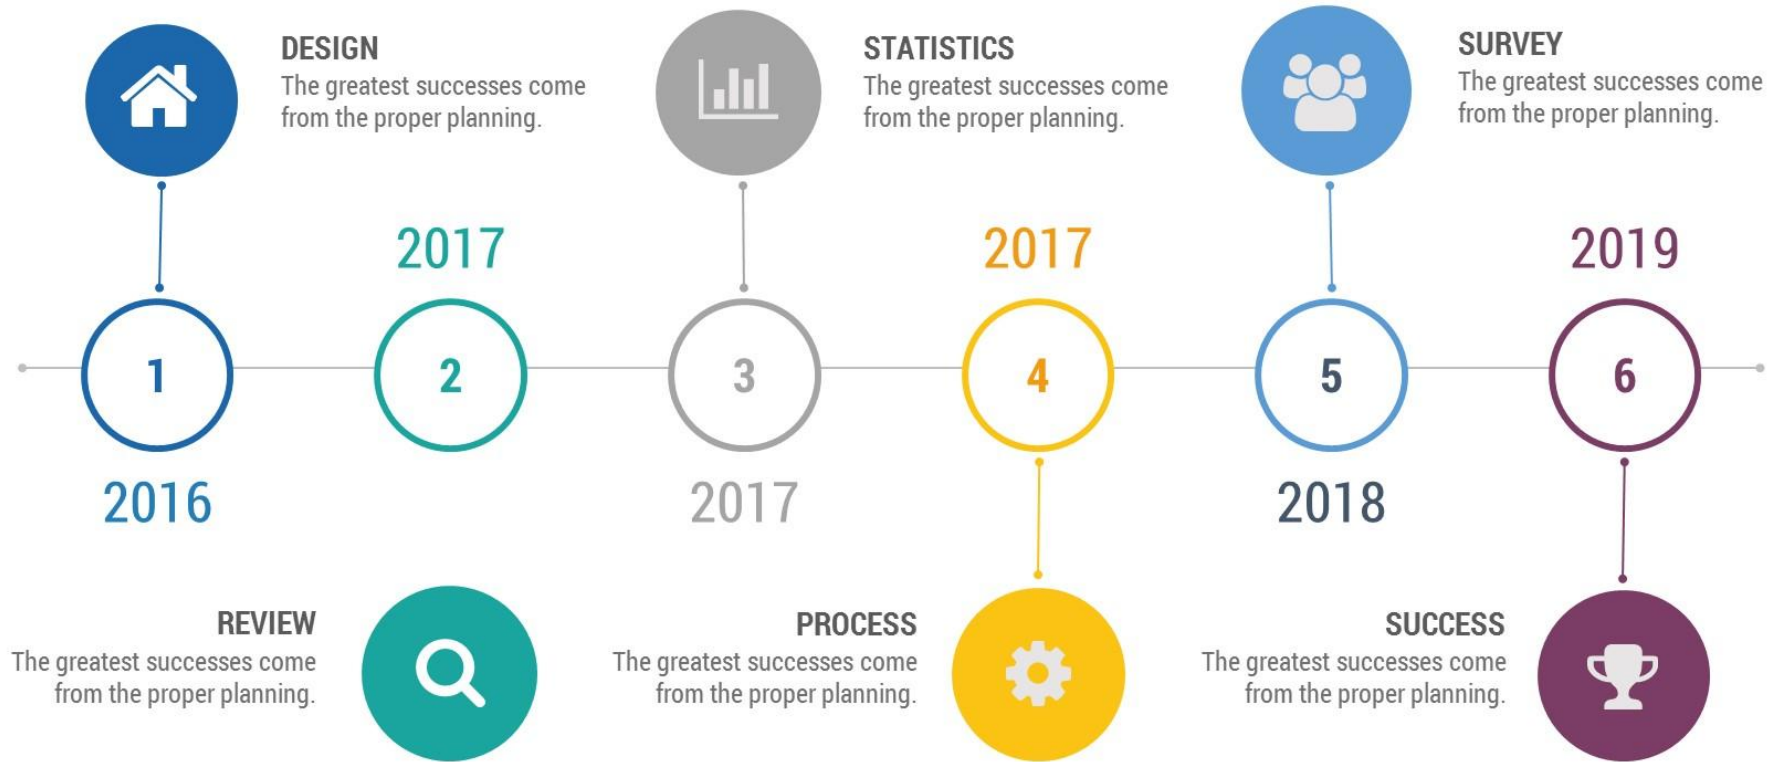 DESIGN
The greatest successes come
from the proper planning.
STATISTICS
The greatest successes come
from the proper planning.
SURVEY
The greatest successes come
from the proper planning.
2017
2017
2019
1
2
3
4
5
6
2016
2017
2018
REVIEW
The greatest successes come
from the proper planning.
PROCESS
The greatest successes come
from the proper planning.
SUCCESS
The greatest successes come
from the proper planning.